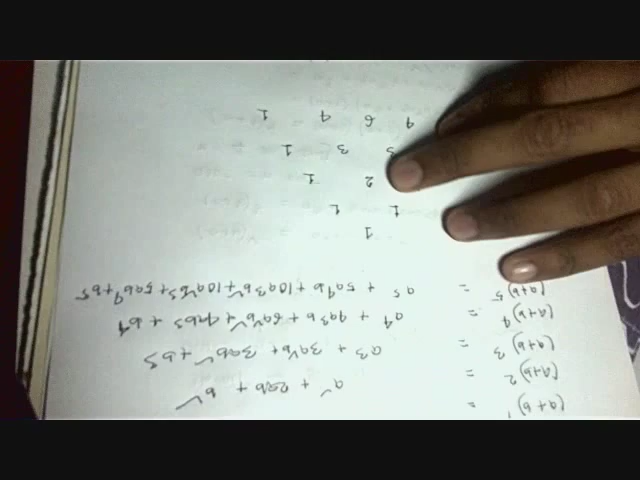 (a+b)¹ =
(a+b)2 = a² + 2ab + b²
(a+b)3 = a3 + 3a²b + 3ab² + b3
(a+b)4 = a4 + 4a3b + 6a²b² + 4ab3 + b4
(a+b)5 = a5 + 5a4b + 10a3b² + 10a²b3 + 5ab4 + b5
1
1 1
2 1
3 3 1
4 6 4 1